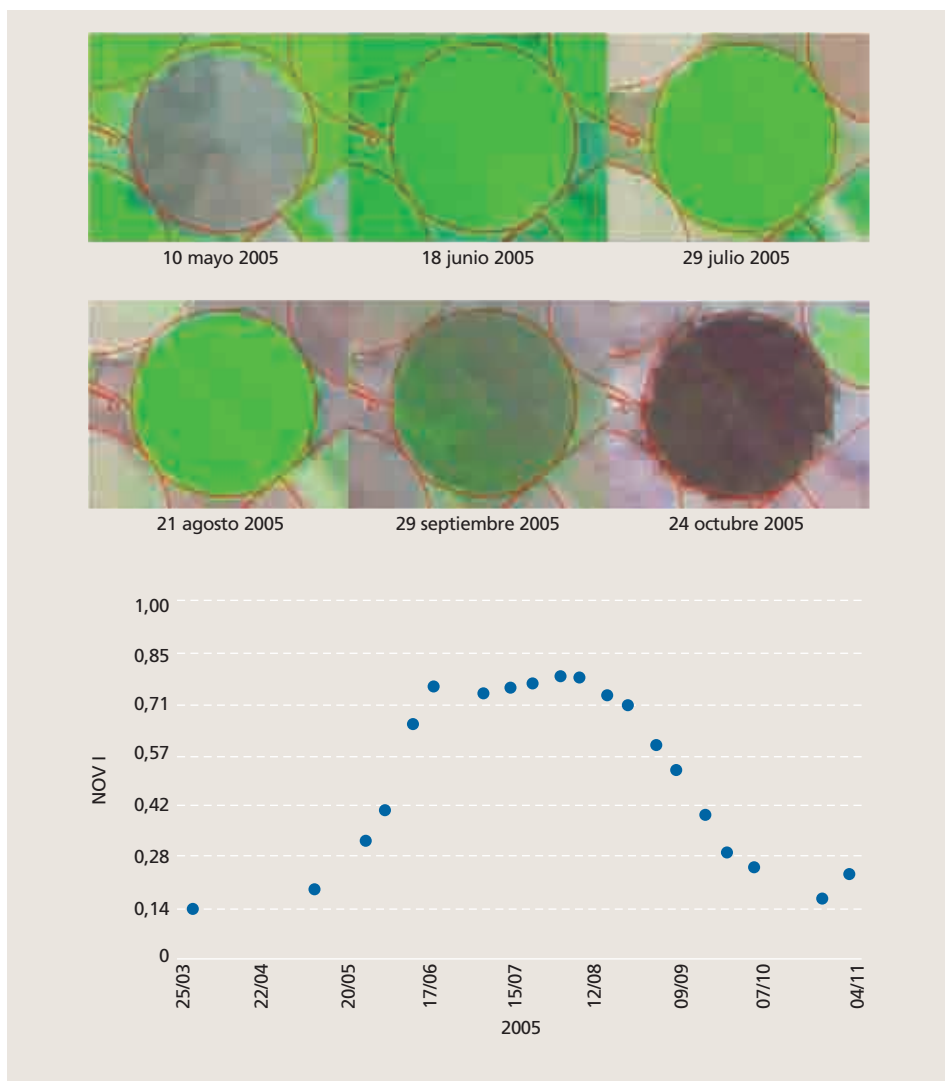 10 mayo 2005 18 junio 2005 29 julio 2005
21 agosto 2005 29 septiembre 2005 24 octubre 2005
1,00
0,85
0,71
0,57
0,42
0,28
0,14
0
NOV I
25/03 22/04 20/05 17/06 15/07 12/08 09/09 07/10 04/11
2005